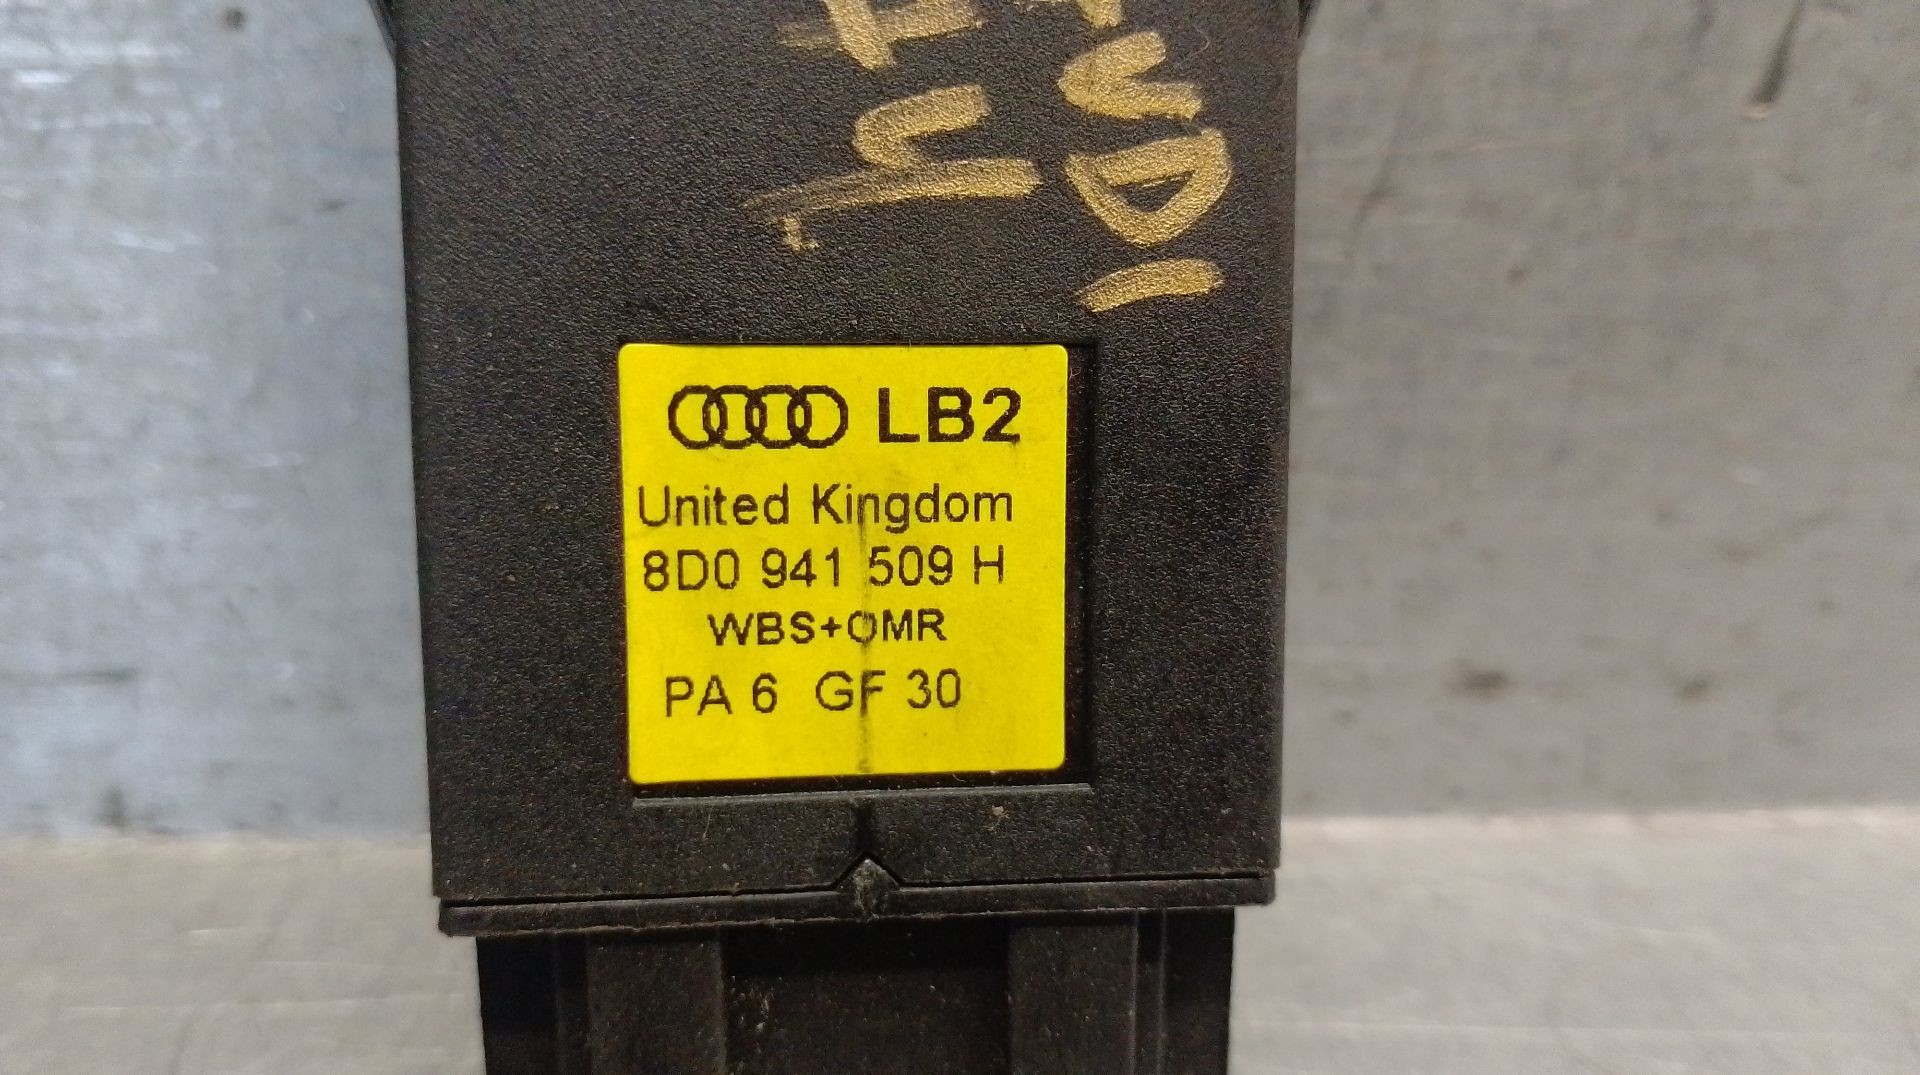 LB2
United Kingdom
8D0 941 509 H
WBS+OMR
PA 6 GF 30